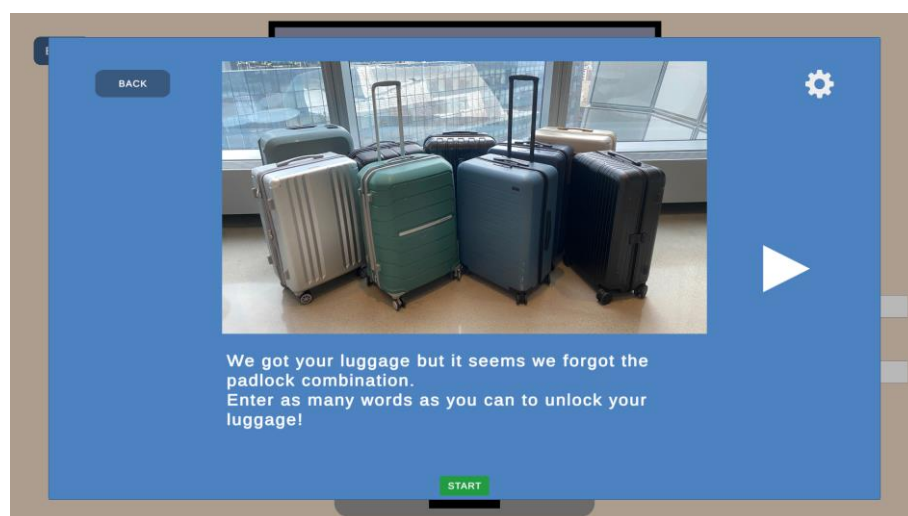 BACK
We got your luggage but it seems we forgot the
padlock combination.
Enter as many words as you can to unlock your
luggage!
START